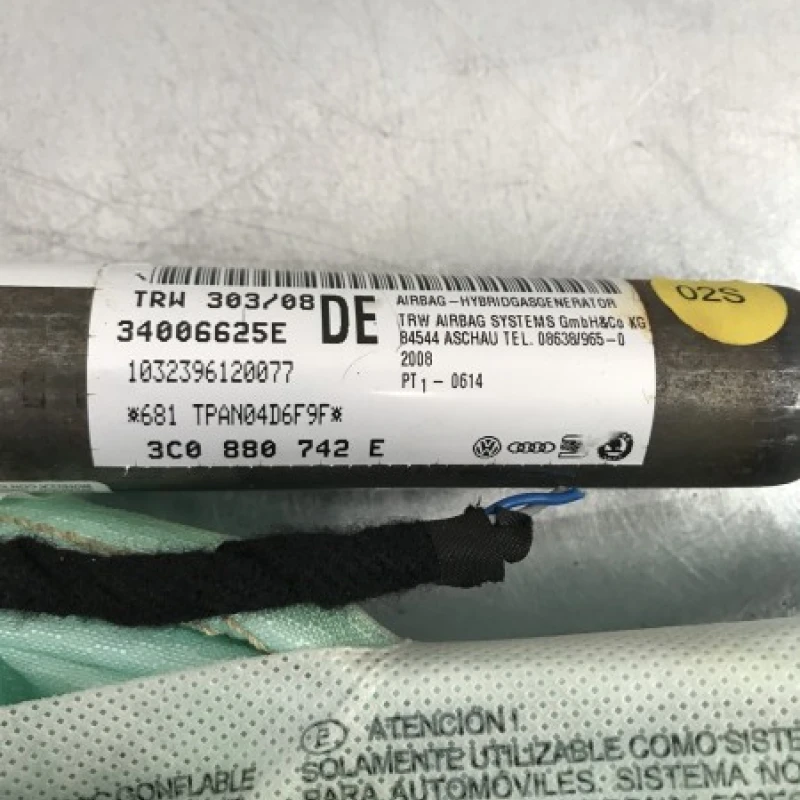 TRW 303/08
34006625E
DE
1032396120077
*681 TPAN04D6F9F*
3C0 880 742 E
AIRBAG-HYBRIDGASGENERATOR
TRW AIRBAG SYSTEMS GmbH&Co KG
84544 ASCHAU TEL. 08638/965-0
2008
PT1 - 0614
02S
E ATENCIÓN!
SOLAMENTE UTILIZABLE COMO SISTE
PARA AUTOMÓVILES. SISTEMA NO
CONFLABLE